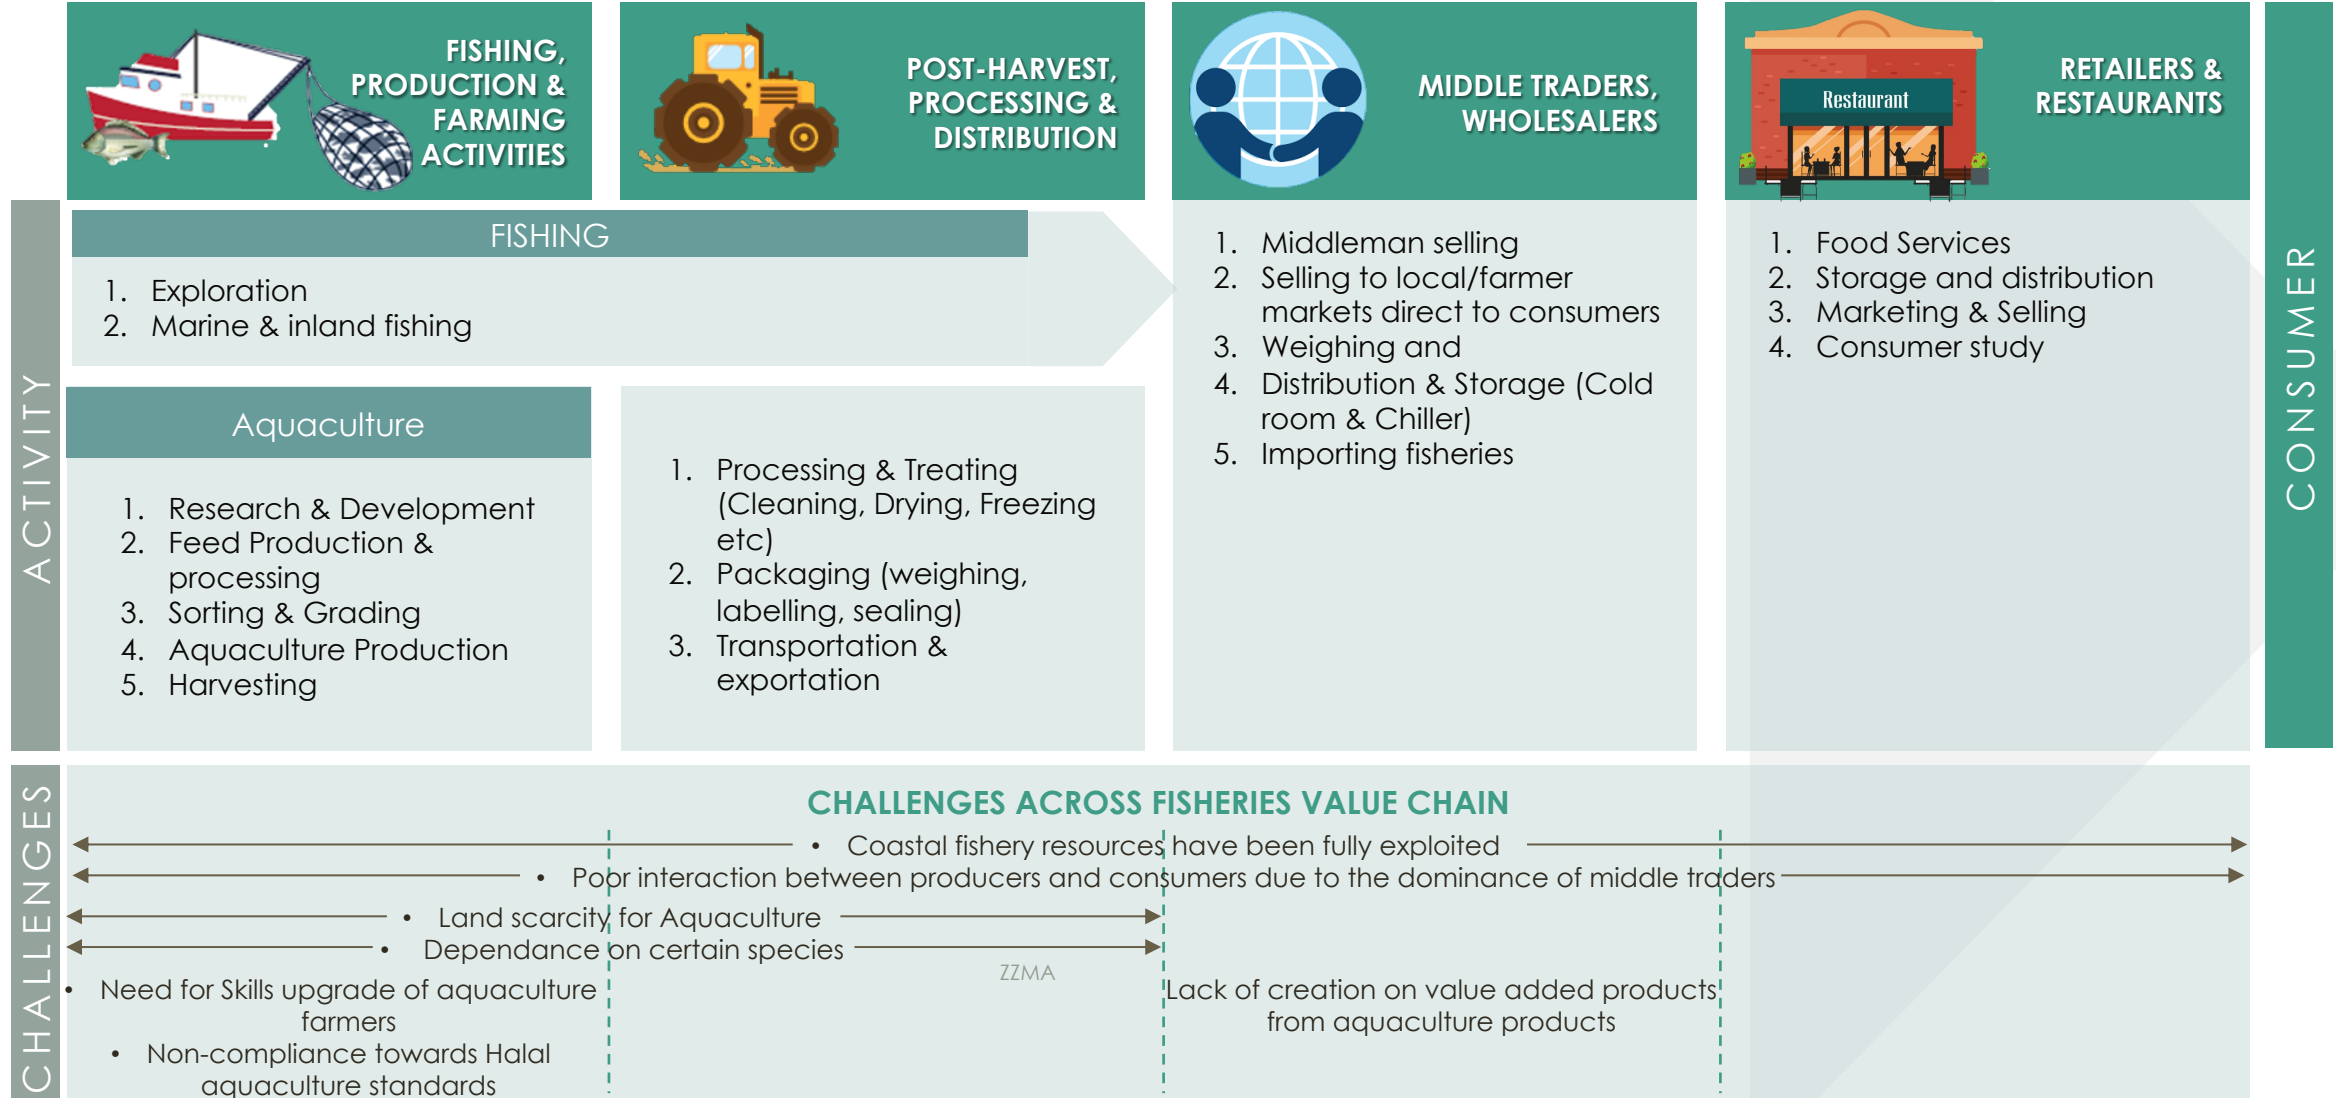 FISHING,
PRODUCTION &
FARMING
ACTIVITIES
POST-HARVEST,
PROCESSING &
DISTRIBUTION
MIDDLE TRADERS,
WHOLESALERS
Restaurant
RETAILERS &
RESTAURANTS
ACTIVITY
FISHING
1. Exploration
2. Marine & inland fishing
Aquaculture
1. Research & Development
2. Feed Production &
processing
3. Sorting & Grading
4. Aquaculture Production
5. Harvesting
1. Processing & Treating
(Cleaning, Drying, Freezing
etc)
2. Packaging (weighing,
labelling, sealing)
3. Transportation &
exportation
1. Middleman selling
2. Selling to local/farmer
markets direct to consumers
3. Weighing and
4. Distribution & Storage (Cold
room & Chiller)
5. Importing fisheries
1. Food Services
2. Storage and distribution
3. Marketing & Selling
4. Consumer study
CONSUMER
CHALLENGES
CHALLENGES ACROSS FISHERIES VALUE CHAIN
• Coastal fishery resources have been fully exploited
• Poor interaction between producers and consumers due to the dominance of middle traders
• Land scarcity for Aquaculture
• Dependance on certain species
ZZMA
• Need for Skills upgrade of aquaculture
farmers
• Non-compliance towards Halal
aquaculture standards
Lack of creation on value added products
from aquaculture products